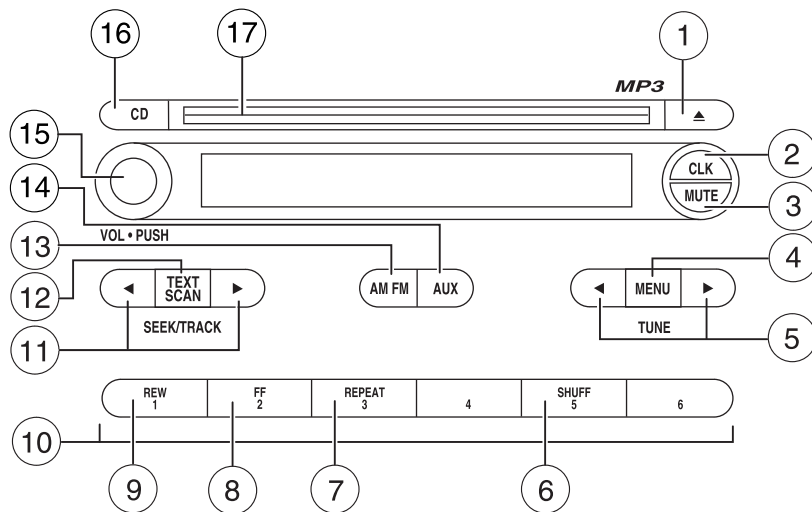 16
17
1
MP3
CD
15
2
CLK
MUTE
3
14
VOL • PUSH
13
4
12
TEXT
SCAN
AM FM
AUX
MENU
11
SEEK/TRACK
TUNE
5
REW
1
FF
2
REPEAT
3
4
SHUFF
5
6
10
9
8
7
6